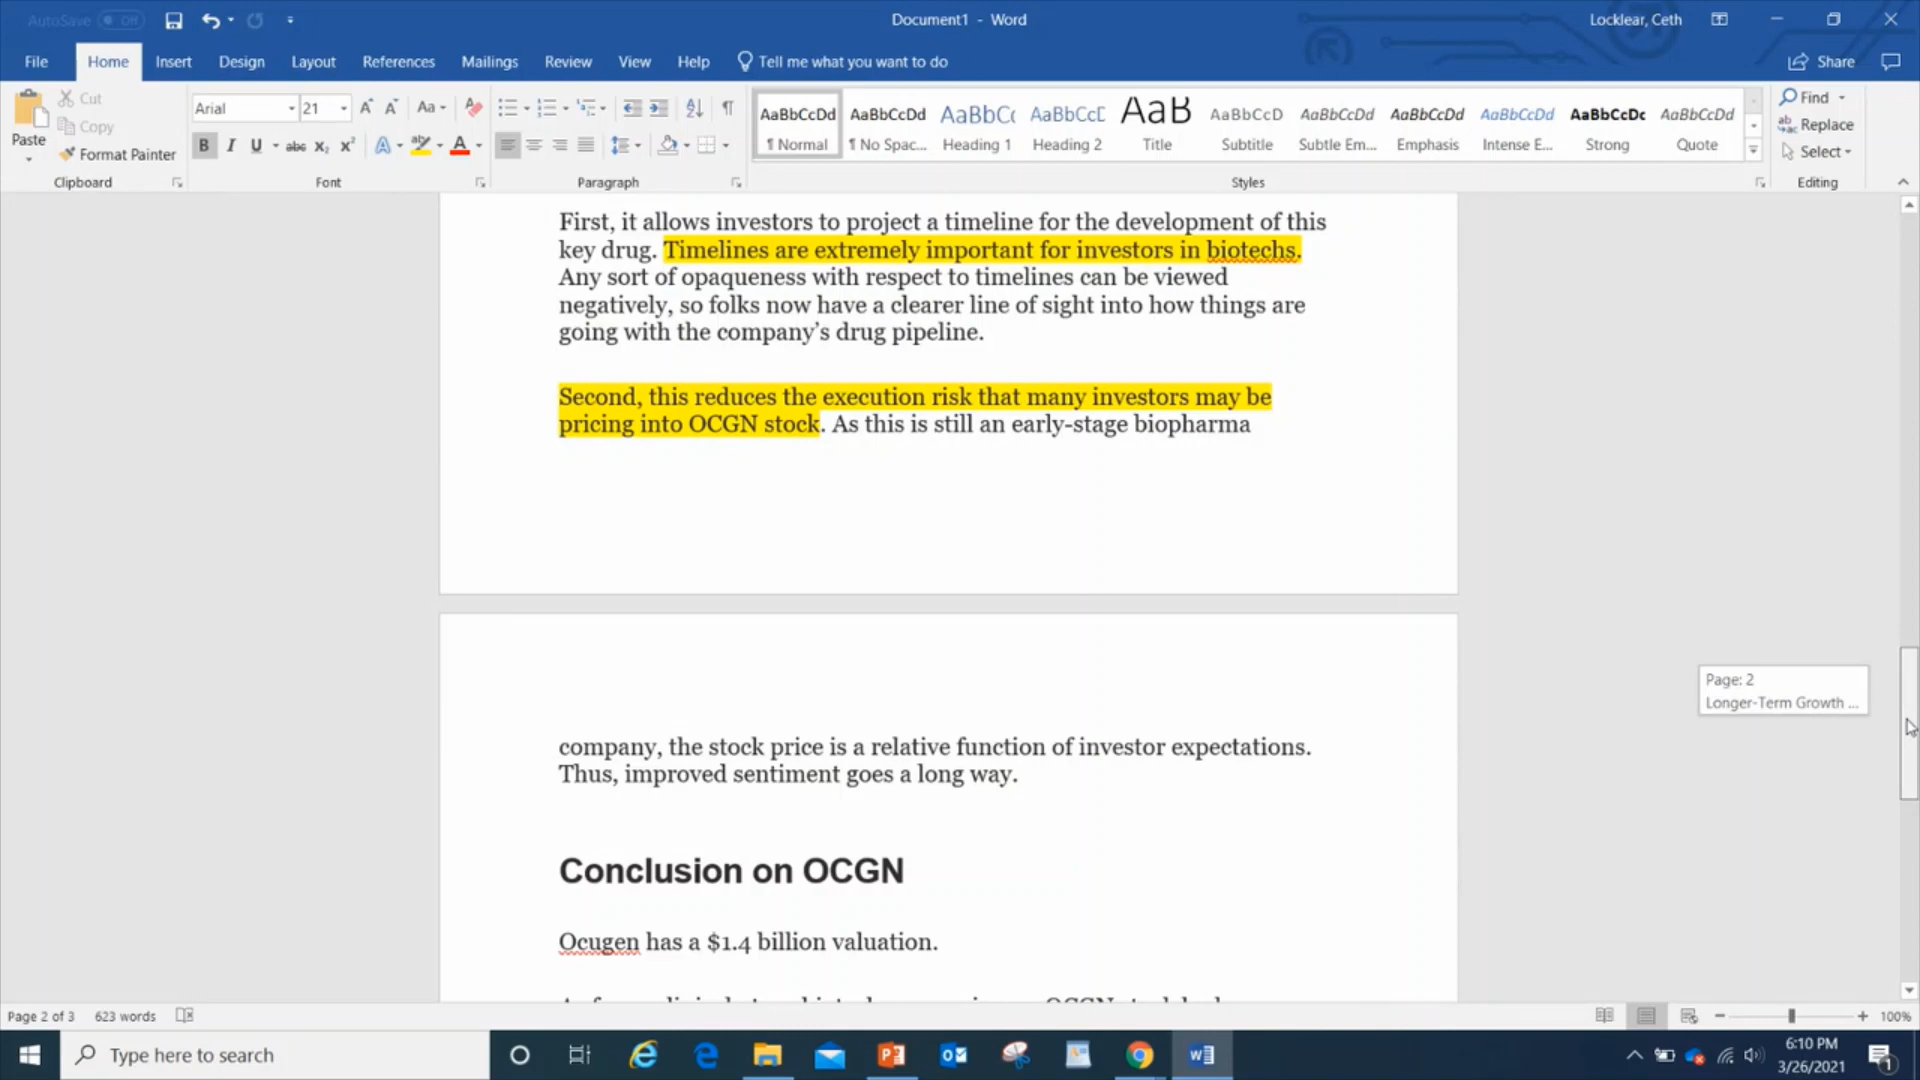 AutoSave Off
Document1 - Word
Locklear, Ceth
File Home Insert Design Layout References Mailings Review View Help Tell me what you want to do
Share
Paste
Cut
Copy
Format Painter
Clipboard
Arial 21
Aa
B I U abc x₂ x² A ab A
Font
Paragraph
AaBbCcDd AaBbCcDd AaBbCc AaBbCcE AaB AaBbCcD AaBbCcDd AaBbCcDd AaBbCcDd AaBbCcDc AaBbCcDd
¶ Normal ¶ No Spac... Heading 1 Heading 2 Title Subtitle Subtle Em... Emphasis Intense E... Strong Quote
Styles
Find
Replace
Select
Editing
First, it allows investors to project a timeline for the development of this
key drug. Timelines are extremely important for investors in biotechs.
Any sort of opaqueness with respect to timelines can be viewed
negatively, so folks now have a clearer line of sight into how things are
going with the company’s drug pipeline.
Second, this reduces the execution risk that many investors may be
pricing into OCGN stock. As this is still an early-stage biopharma
Page: 2
Longer-Term Growth ...
company, the stock price is a relative function of investor expectations.
Thus, improved sentiment goes a long way.
Conclusion on OCGN
Ocugen has a $1.4 billion valuation.
Page 2 of 3 623 words
100%
Type here to search
6:10 PM
3/26/2021
1